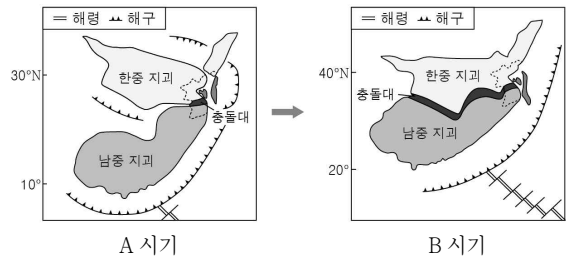 해령 해구
30°N
한중 지괴
충돌대
남중 지괴
10°
A 시기
해령 해구
40°N
한중 지괴
충돌대
남중 지괴
20°
B 시기